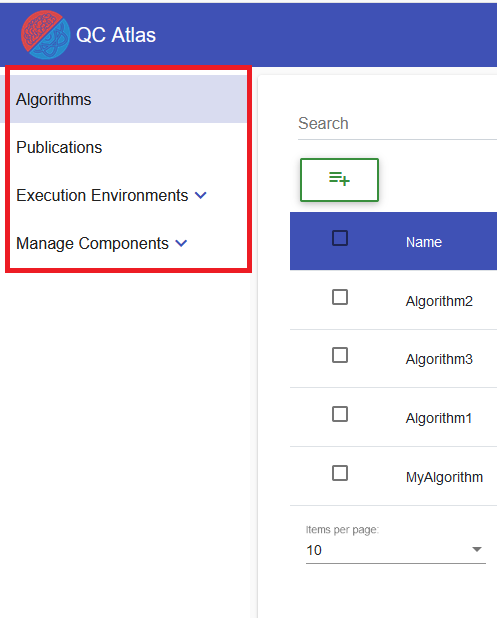 QC Atlas
Algorithms
Publications
Execution Environments
Manage Components
Search
Name
Algorithm2
Algorithm3
Algorithm1
MyAlgorithm
Items per page:
10